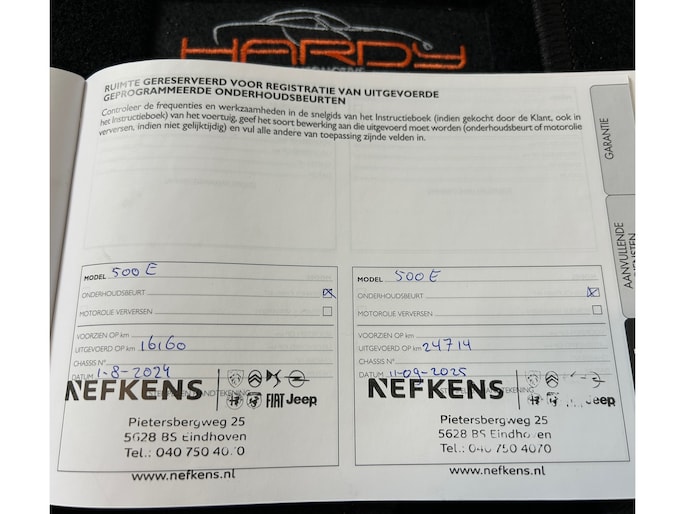 HARDY
RUIMTE GERESERVEERD VOOR REGISTRATIE VAN UITGEVOERDE
GEPROGRAMMEERDE ONDERHOUDSBEURTEN
Controleer de frequenties en werkzaamheden in de snelgids van het Instructieboek (indien gekocht door de Klant, ook in
het Instructieboek) van het voertuig, geef het soort bewerking aan die uitgevoerd moet worden (onderhoudsbeurt of motorolie
verversen, indien niet gelijktijdig) en vul alle andere van toepassing zijnde velden in.
GARANTIE
AANVULLENDE
MODEL 500 E
ONDERHOUDSBEURT
MOTOROLIE VERVERSEN
VOORZIEN OP km
UITGEVOERD OP km 16160
CHASSIS N°
DATUM 1-8-2024
NEFKENS
FIAT Jeep
Pietersbergweg 25
5628 BS Eindhoven
Tel.: 040 750 40 70
www.nefkens.nl
MODEL 500 E
ONDERHOUDSBEURT
MOTOROLIE VERVERSEN
VOORZIEN OP km
UITGEVOERD OP km 24714
CHASSIS N°
DATUM 11-09-2025
NEFKENS
Jeep
Pietersbergweg 25
5628 BS Eindhoven
Tel.: 040 750 4070
www.nefkens.nl